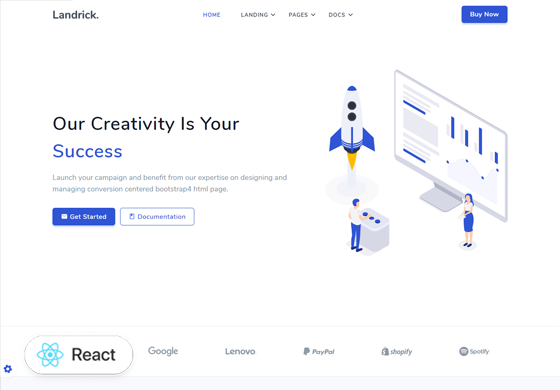 Landrick.
HOME LANDING PAGES DOCS
Buy Now
Our Creativity Is Your
Success
Launch your campaign and benefit from our expertise on designing and
managing conversion centered bootstrap4 html page.
Get Started Documentation
React Google Lenovo PayPal shopify Spotify